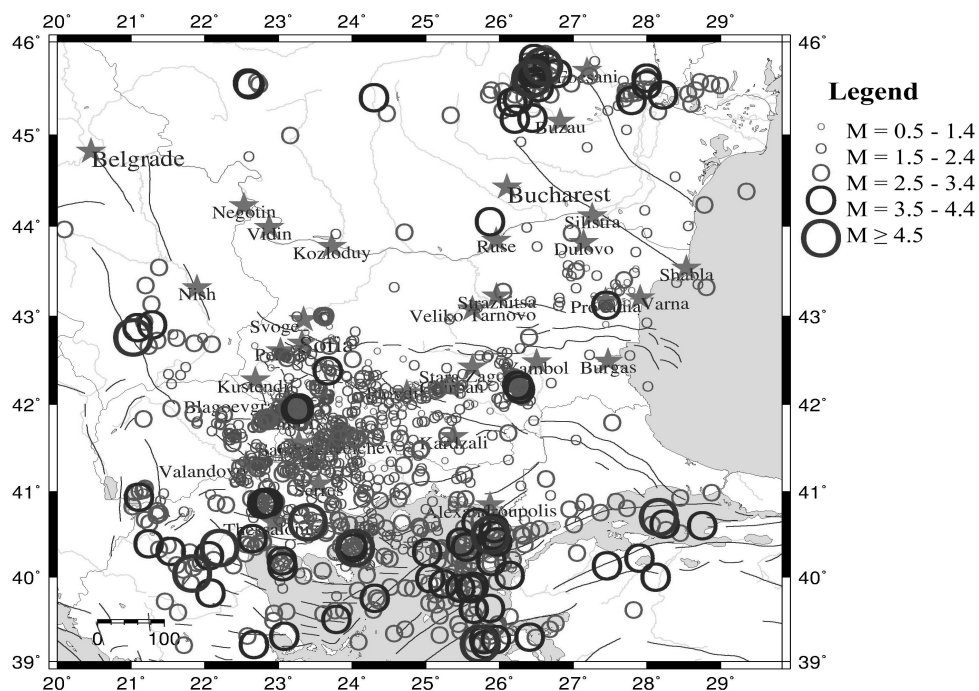 20° 21° 22° 23° 24° 25° 26° 27° 28° 29°
46° 46°
Legend
M = 0.5 - 1.4
M = 1.5 - 2.4
M = 2.5 - 3.4
M = 3.5 - 4.4
M ≥ 4.5
Buzau
45° 45°
Belgrade
Bucharest
Negotin
Silistra
Vidin
44° 44°
Kozloduy
Ruse
Dulovo
Shabla
Nish
Strazhitsa
Varna
Provadia
Veliko Tarnovo
43° 43°
Svoge
Sofia
Burgas
Kustendil
42° 42°
Kardzali
Valandovo
41° 41°
Alexandroupolis
40° 40°
0 100
39° 39°
20° 21° 22° 23° 24° 25° 26° 27° 28° 29°